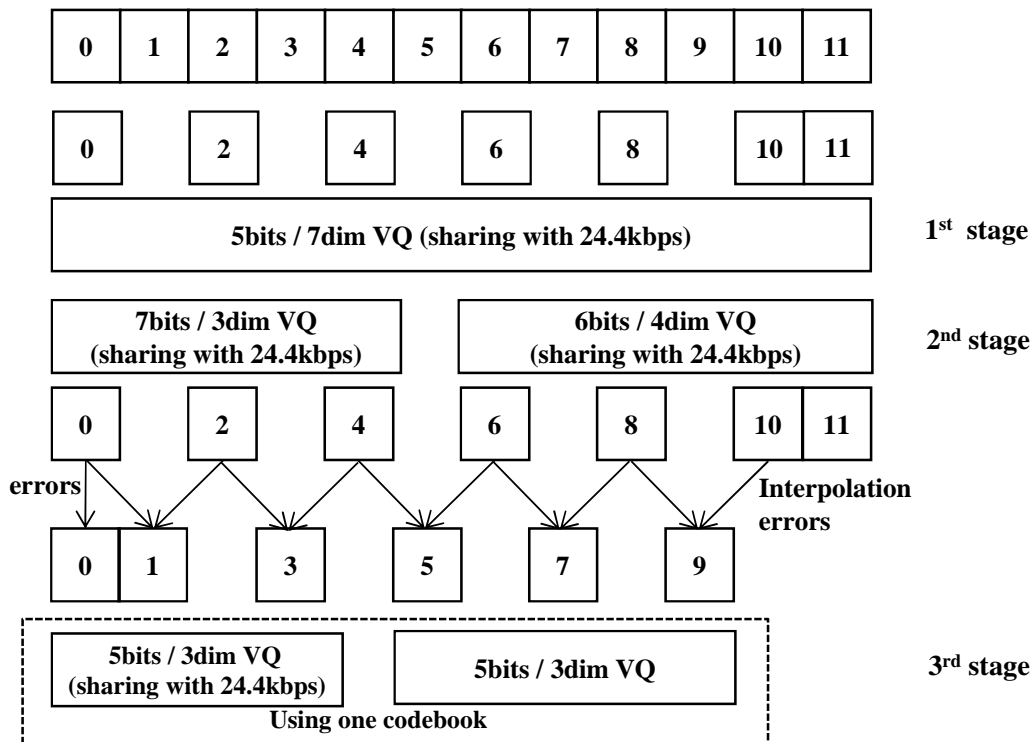 0 1 2 3 4 5 6 7 8 9 10 11
0 2 4 6 8 10 11
5bits / 7dim VQ (sharing with 24.4kbps)
1st stage
7bits / 3dim VQ
(sharing with 24.4kbps)
6bits / 4dim VQ
(sharing with 24.4kbps)
2nd stage
0 2 4 6 8 10 11
errors
Interpolation
errors
0 1 3 5 7 9
5bits / 3dim VQ
(sharing with 24.4kbps)
5bits / 3dim VQ
3rd stage
Using one codebook